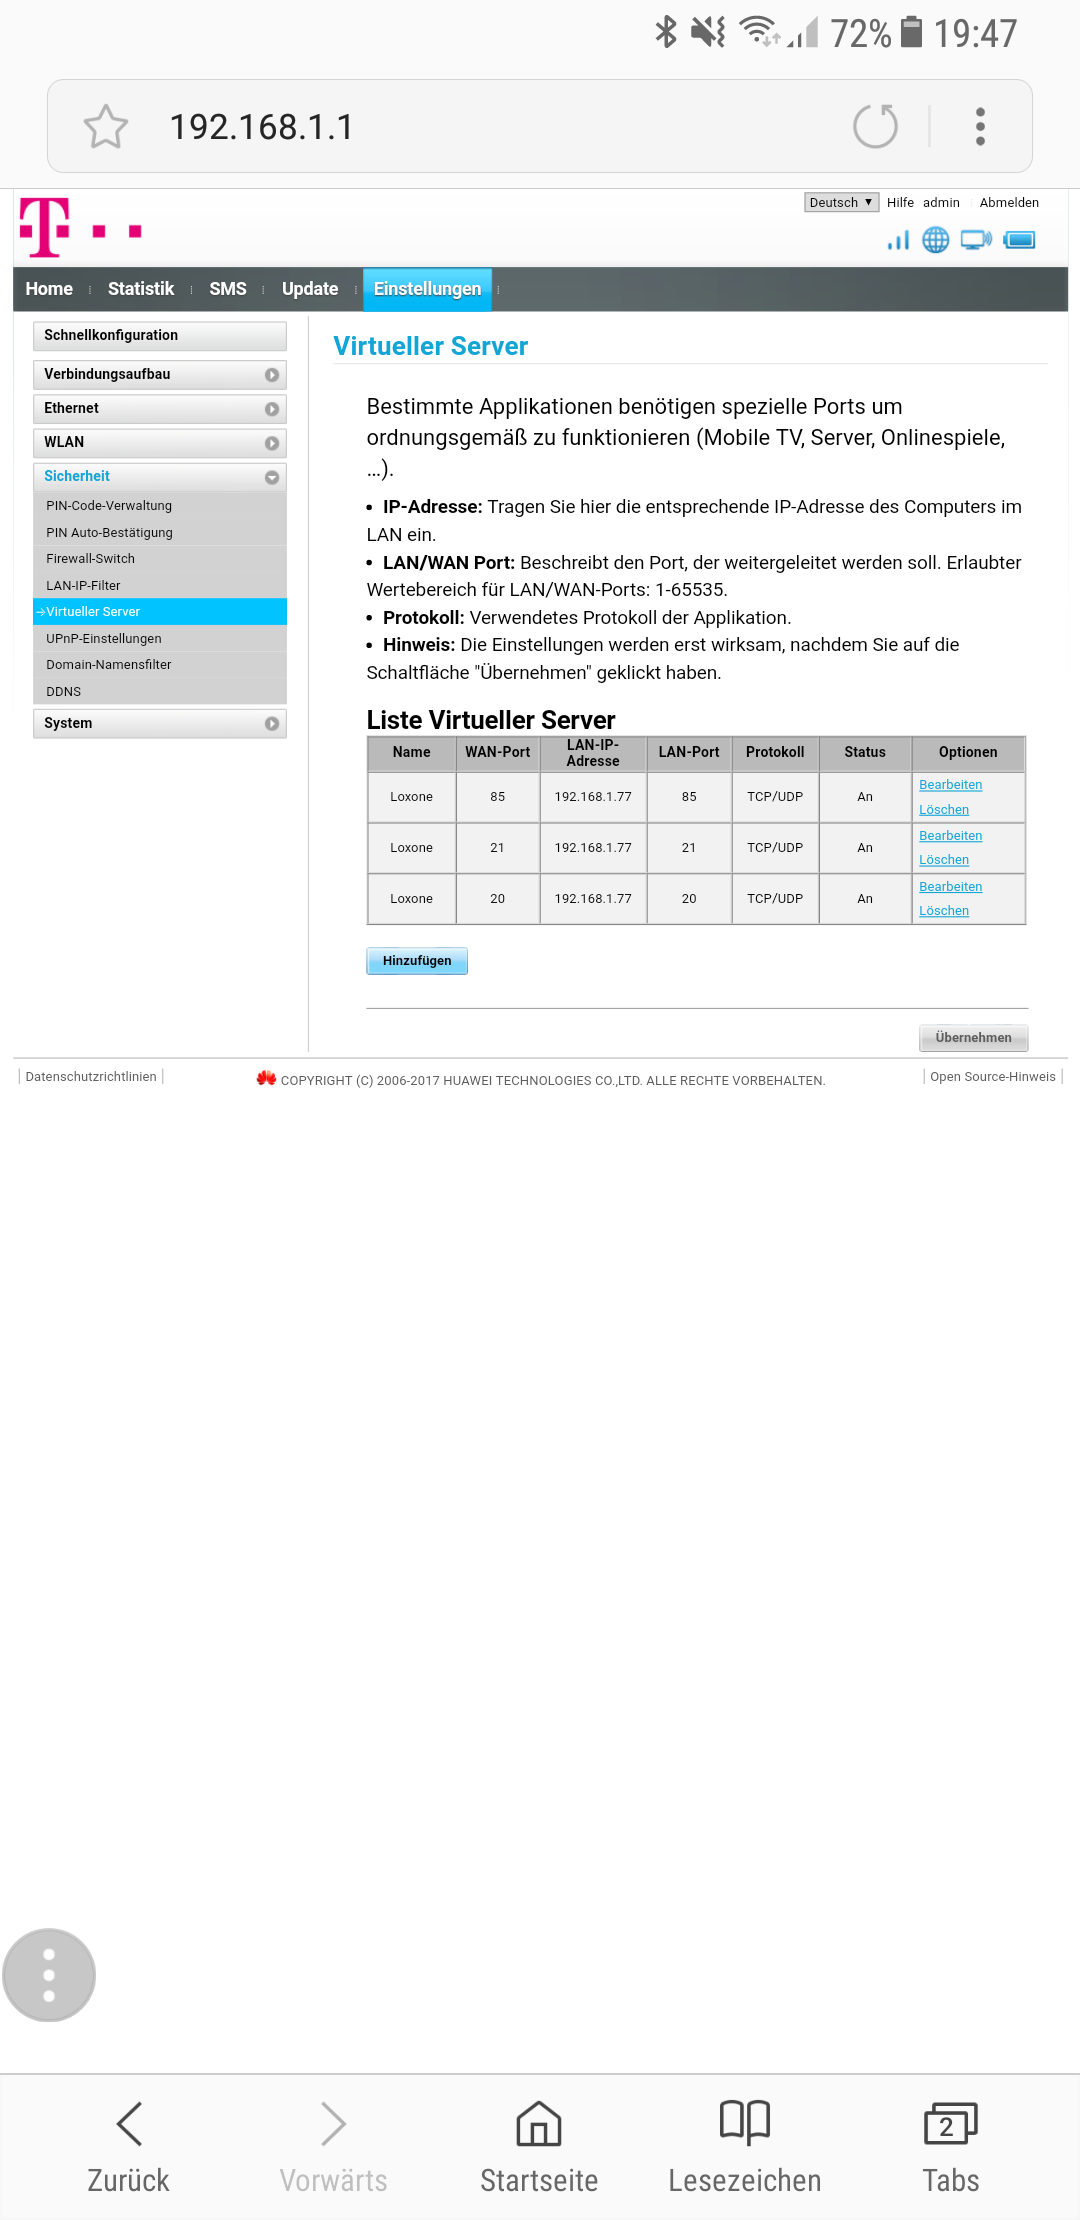 72% 19:47
192.168.1.1
T
Deutsch ▼ Hilfe admin Abmelden
Home Statistik SMS Update Einstellungen
Schnellkonfiguration
Verbindungsaufbau
Ethernet
WLAN
Sicherheit
PIN-Code-Verwaltung
PIN Auto-Bestätigung
Firewall-Switch
LAN-IP-Filter
→Virtueller Server
UPnP-Einstellungen
Domain-Namensfilter
DDNS
System
Virtueller Server
Bestimmte Applikationen benötigen spezielle Ports um
ordnungsgemäß zu funktionieren (Mobile TV, Server, Onlinespiele,
...).
• IP-Adresse: Tragen Sie hier die entsprechende IP-Adresse des Computers im
LAN ein.
• LAN/WAN Port: Beschreibt den Port, der weitergeleitet werden soll. Erlaubter
Wertebereich für LAN/WAN-Ports: 1-65535.
• Protokoll: Verwendetes Protokoll der Applikation.
• Hinweis: Die Einstellungen werden erst wirksam, nachdem Sie auf die
Schaltfläche "Übernehmen" geklickt haben.
Liste Virtueller Server
Name WAN-Port LAN-IP-Adresse LAN-Port Protokoll Status Optionen
Loxone 85 192.168.1.77 85 TCP/UDP An Bearbeiten
Löschen
Loxone 21 192.168.1.77 21 TCP/UDP An Bearbeiten
Löschen
Loxone 20 192.168.1.77 20 TCP/UDP An Bearbeiten
Löschen
Hinzufügen
Übernehmen
Datenschutzrichtlinien COPYRIGHT (C) 2006-2017 HUAWEI TECHNOLOGIES CO.,LTD. ALLE RECHTE VORBEHALTEN. Open Source-Hinweis
2
Zurück Vorwärts Startseite Lesezeichen Tabs